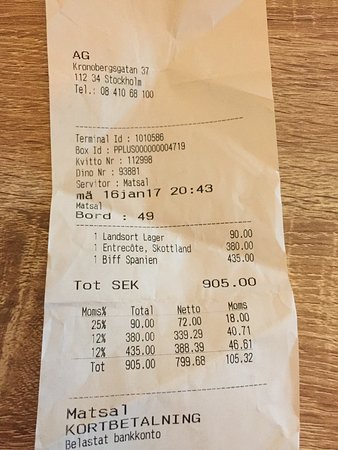 AG
Kronobergsgatan 37
112 34 Stockholm
Tel.: 08 410 68 100
Terminal Id : 1010586
Box Id : PPLUS000000004719
Kvitto Nr : 112998
Dino Nr : 93881
Servitor : Matsal
må 16jan17 20:43
Matsal
Bord : 49
1 Landsort Lager 90.00
1 Entrecôte, Skottland 380.00
1 Biff Spanien 435.00
Tot SEK 905.00
Moms% Total Netto Moms
25% 90.00 72.00 18.00
12% 380.00 339.29 40.71
12% 435.00 388.39 46.61
Tot 905.00 799.68 105.32
Matsal
KORTBETALNING
Belastat bankkonto